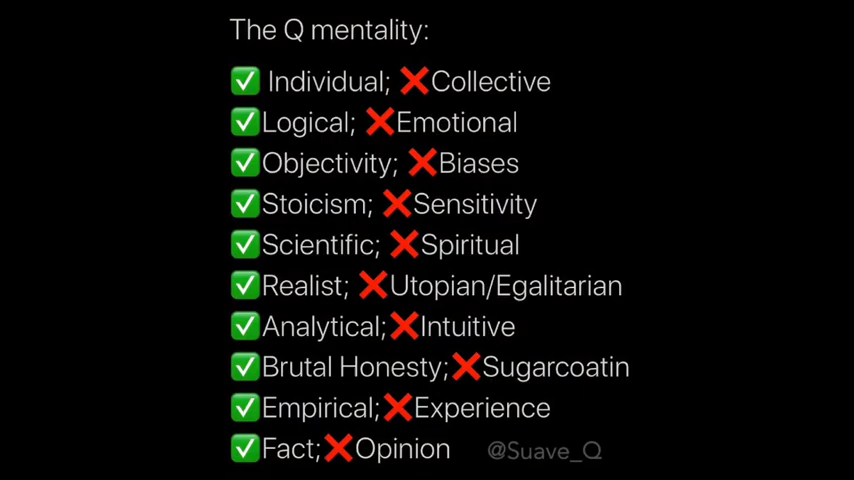 The Q mentality:
✅ Individual; ❌Collective
✅Logical; ❌Emotional
✅Objectivity; ❌Biases
✅Stoicism; ❌Sensitivity
✅Scientific; ❌Spiritual
✅Realist; ❌Utopian/Egalitarian
✅Analytical;❌Intuitive
✅Brutal Honesty;❌Sugarcoatin
✅Empirical;❌Experience
✅Fact;❌Opinion @Suave_Q